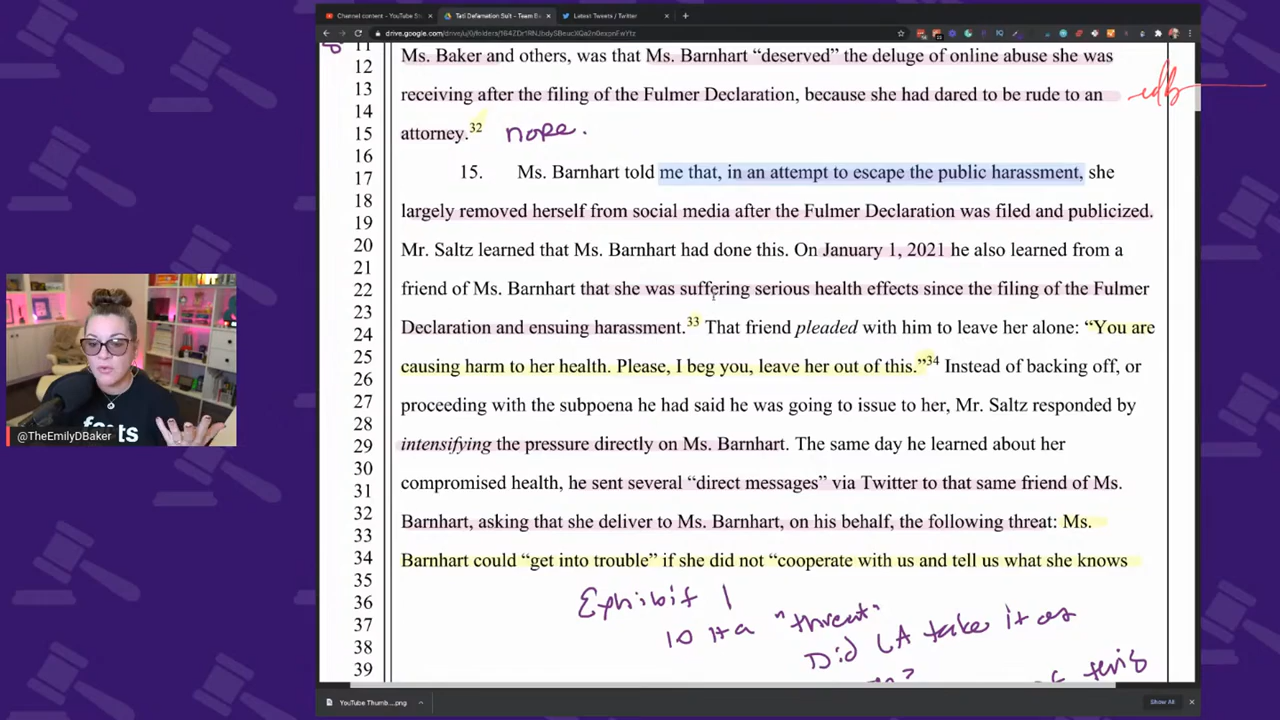 Channel content - YouTube St
Tati Defamation Suit - Team E
Latest Tweets / Twitter
drive.google.com/drive/u/0/folders/
11
12
13
14
15
16
17
18
19
20
21
22
23
24
25
26
27
28
29
30
31
32
33
34
35
36
37
38
39
Ms. Baker and others, was that Ms. Barnhart “deserved” the deluge of online abuse she was
receiving after the filing of the Fulmer Declaration, because she had dared to be rude to an
edb
attorney.32 nope.
15. Ms. Barnhart told me that, in an attempt to escape the public harassment, she
largely removed herself from social media after the Fulmer Declaration was filed and publicized.
Mr. Saltz learned that Ms. Barnhart had done this. On January 1, 2021 he also learned from a
friend of Ms. Barnhart that she was suffering serious health effects since the filing of the Fulmer
Declaration and ensuing harassment.33 That friend pleaded with him to leave her alone: “You are
causing harm to her health. Please, I beg you, leave her out of this.”34 Instead of backing off, or
proceeding with the subpoena he had said he was going to issue to her, Mr. Saltz responded by
intensifying the pressure directly on Ms. Barnhart. The same day he learned about her
compromised health, he sent several “direct messages” via Twitter to that same friend of Ms.
Barnhart, asking that she deliver to Ms. Barnhart, on his behalf, the following threat: Ms.
Barnhart could “get into trouble” if she did not “cooperate with us and tell us what she knows
Exhibit 1
is it a "threat"
Did LA take it as
@TheEmilyDBaker
YouTube Thumb....png
Show All